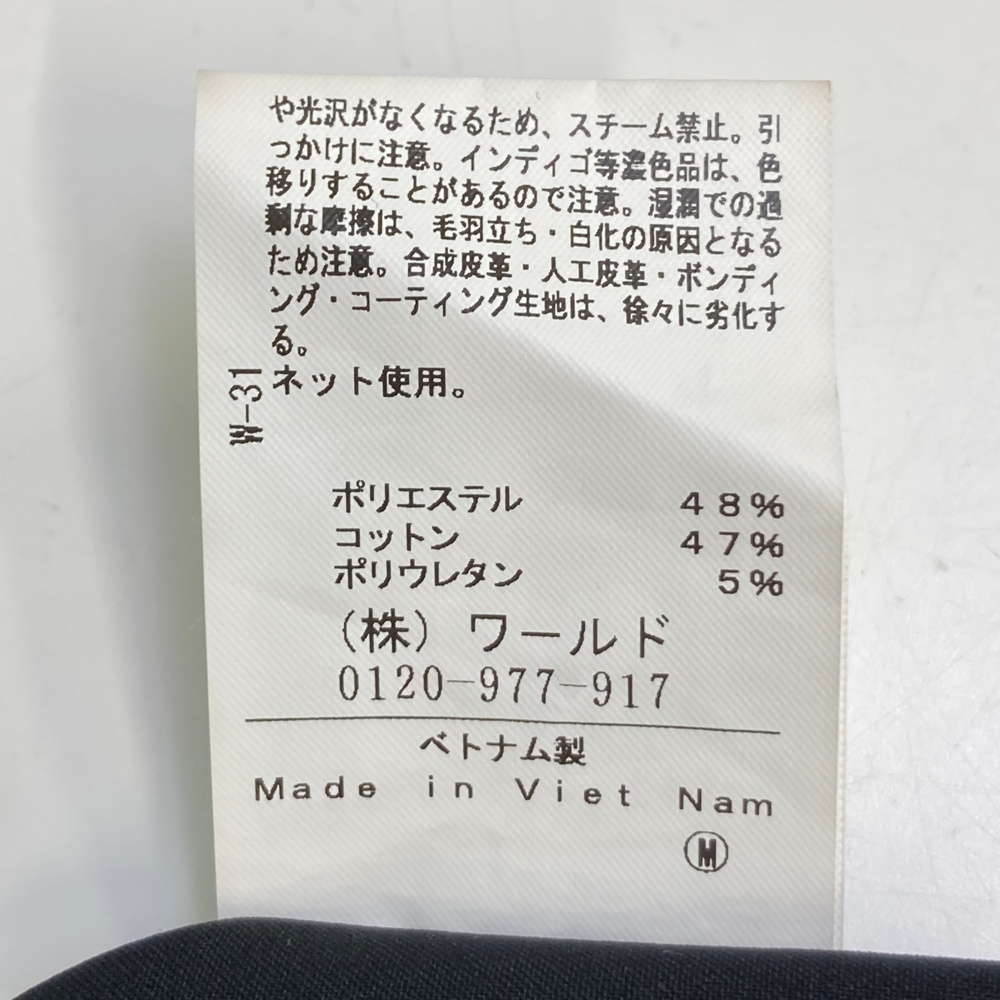 や光沢がなくなるため、スチーム禁止。引
っかけに注意。インディゴ等濃色品は、色
移りすることがあるので注意。湿潤での過
剰な摩擦は、毛羽立ち・白化の原因となる
ため注意。合成皮革・人工皮革・ボンディ
ング・コーティング生地は、徐々に劣化す
る。
ネット使用。
W-31
ポリエステル 48%
コットン 47%
ポリウレタン 5%
（株）ワールド
0120-977-917
ベトナム製
Made in Viet Nam
Ⓜ